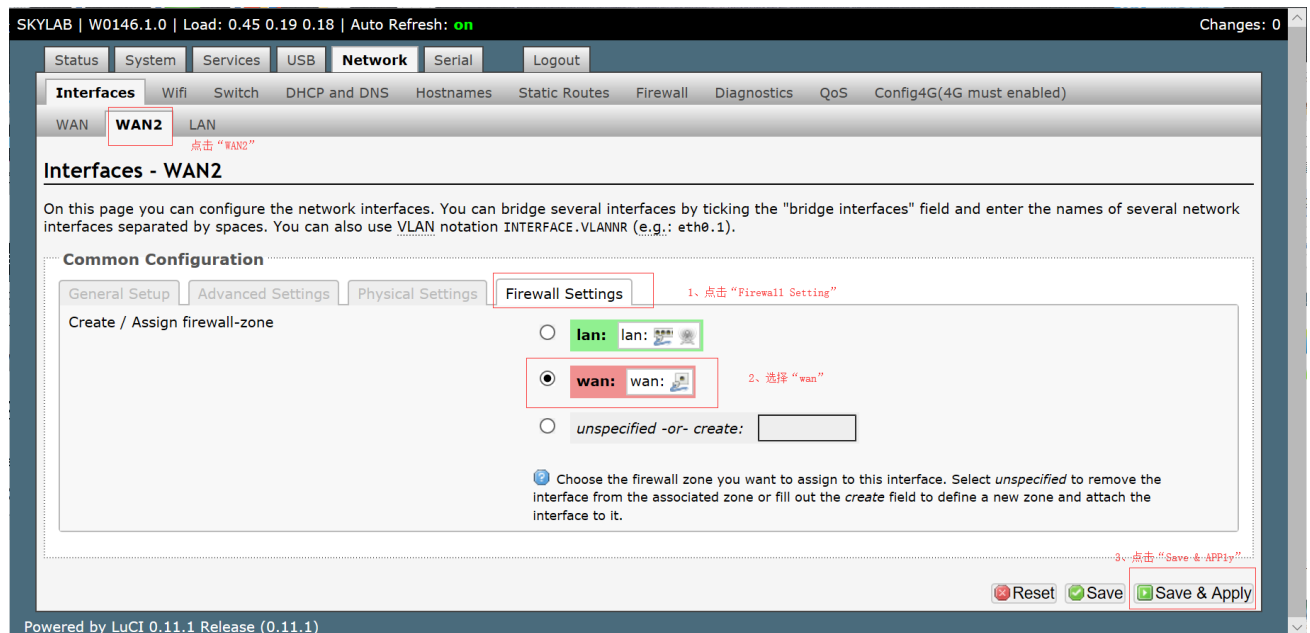 SKYLAB | W0146.1.0 | Load: 0.45 0.19 0.18 | Auto Refresh: on Changes: 0
Status System Services USB Network Serial Logout
Interfaces Wifi Switch DHCP and DNS Hostnames Static Routes Firewall Diagnostics QoS Config4G(4G must enabled)
WAN WAN2 LAN
点击“WAN2”
Interfaces - WAN2
On this page you can configure the network interfaces. You can bridge several interfaces by ticking the "bridge interfaces" field and enter the names of several network
interfaces separated by spaces. You can also use VLAN notation INTERFACE.VLANNR (e.g.: eth0.1).
Common Configuration
General Setup Advanced Settings Physical Settings Firewall Settings 1、点击“Firewall Setting”
Create / Assign firewall-zone
lan: lan:
wan: wan: 2、选择“wan”
unspecified -or- create:
Choose the firewall zone you want to assign to this interface. Select unspecified to remove the
interface from the associated zone or fill out the create field to define a new zone and attach the
interface to it.
3、点击“Save & APPly”
Reset Save Save & Apply
Powered by LuCI 0.11.1 Release (0.11.1)